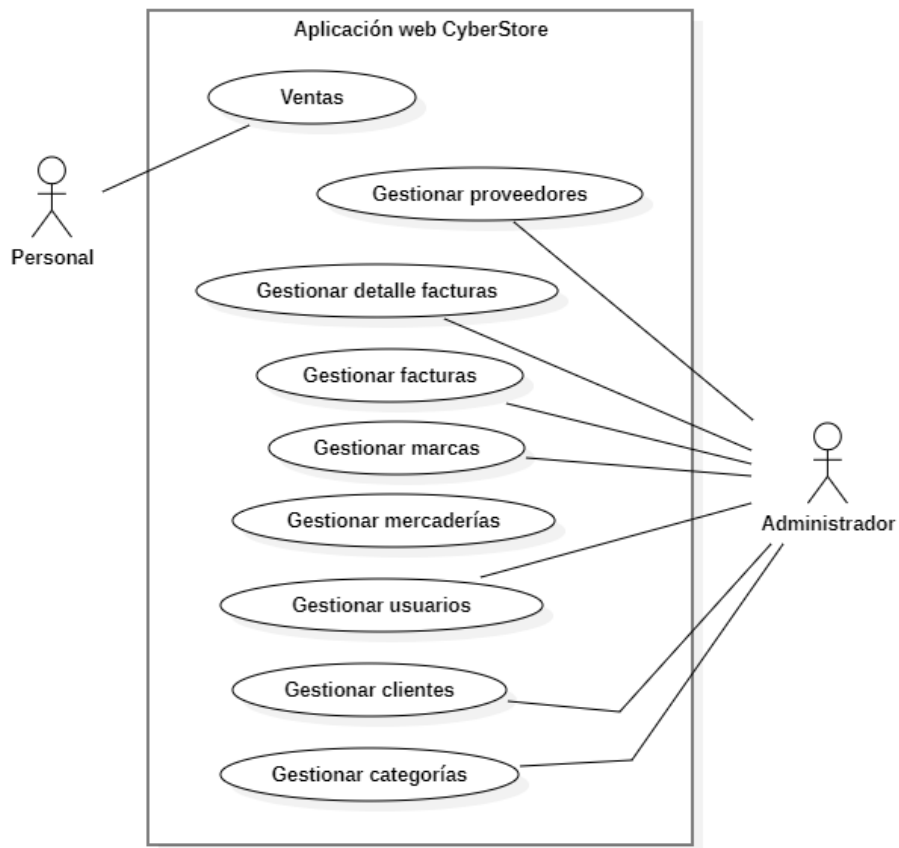 Aplicación web CyberStore
Ventas
Gestionar proveedores
Personal
Gestionar detalle facturas
Gestionar facturas
Gestionar marcas
Gestionar mercaderías
Administrador
Gestionar usuarios
Gestionar clientes
Gestionar categorías